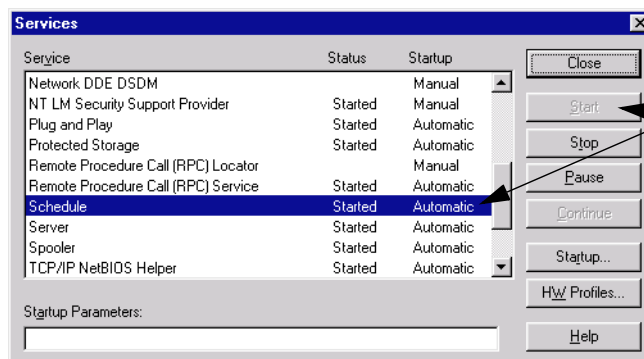 Services
Service Status Startup
Network DDE DSDM Manual
NT LM Security Support Provider Started Manual
Plug and Play Started Automatic
Protected Storage Started Automatic
Remote Procedure Call (RPC) Locator Manual
Remote Procedure Call (RPC) Service Started Automatic
Schedule Started Automatic
Server Started Automatic
Spooler Started Automatic
TCP/IP NetBIOS Helper Started Automatic
Startup Parameters:
Close
Start
Stop
Pause
Continue
Startup...
HW Profiles...
Help